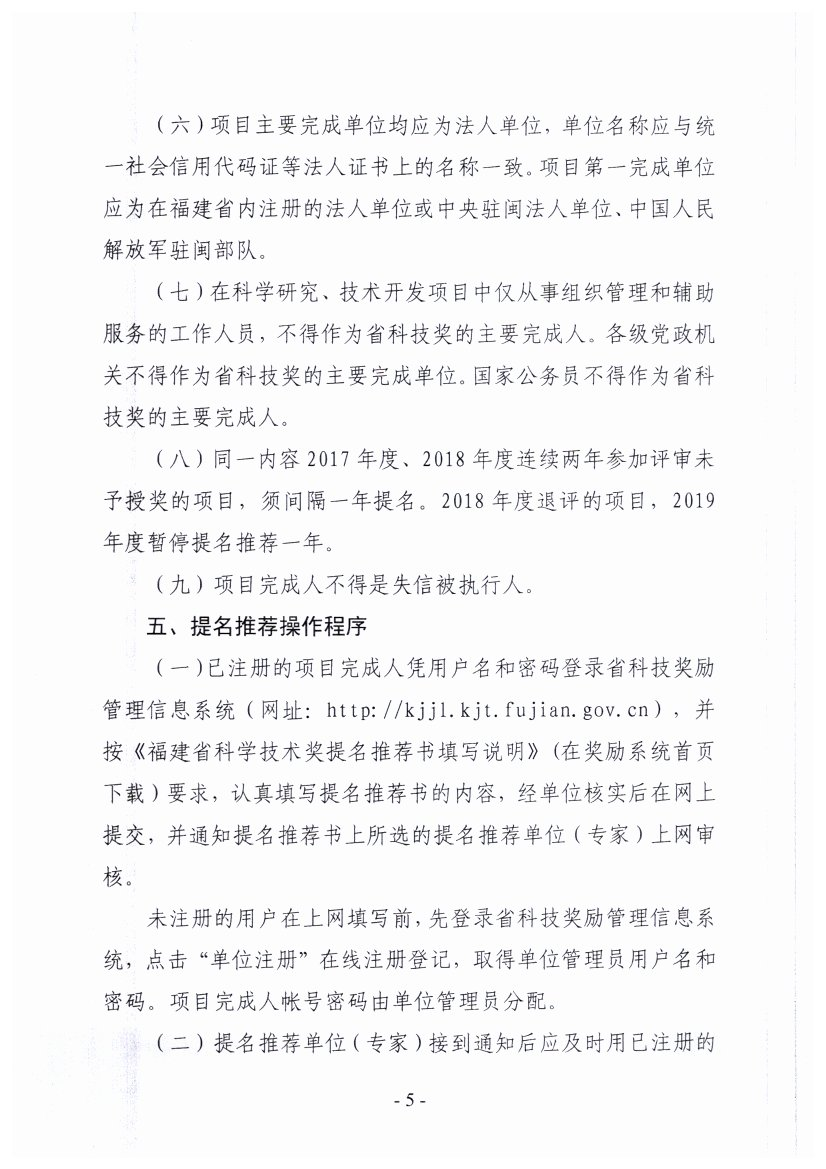 （六）项目主要完成单位均应为法人单位，单位名称应与统
一社会信用代码证等法人证书上的名称一致。项目第一完成单位
应为在福建省内注册的法人单位或中央驻闽法人单位、中国人民
解放军驻闽部队。
（七）在科学研究、技术开发项目中仅从事组织管理和辅助
服务的工作人员，不得作为省科技奖的主要完成人。各级党政机
关不得作为省科技奖的主要完成单位。国家公务员不得作为省科
技奖的主要完成人。
（八）同一内容 2017 年度、2018 年度连续两年参加评审未
予授奖的项目，须间隔一年提名。2018 年度退评的项目，2019
年度暂停提名推荐一年。
（九）项目完成人不得是失信被执行人。
五、提名推荐操作程序
（一）已注册的项目完成人凭用户名和密码登录省科技奖励
管理信息系统（网址：http://kjjl.kjt.fujian.gov.cn），并
按《福建省科学技术奖提名推荐书填写说明》（在奖励系统首页
下载）要求，认真填写提名推荐书的内容，经单位核实后在网上
提交，并通知提名推荐书上所选的提名推荐单位（专家）上网审
核。
未注册的用户在上网填写前，先登录省科技奖励管理信息系
统，点击“单位注册”在线注册登记，取得单位管理员用户名和
密码。项目完成人帐号密码由单位管理员分配。
（二）提名推荐单位（专家）接到通知后应及时用已注册的
- 5 -